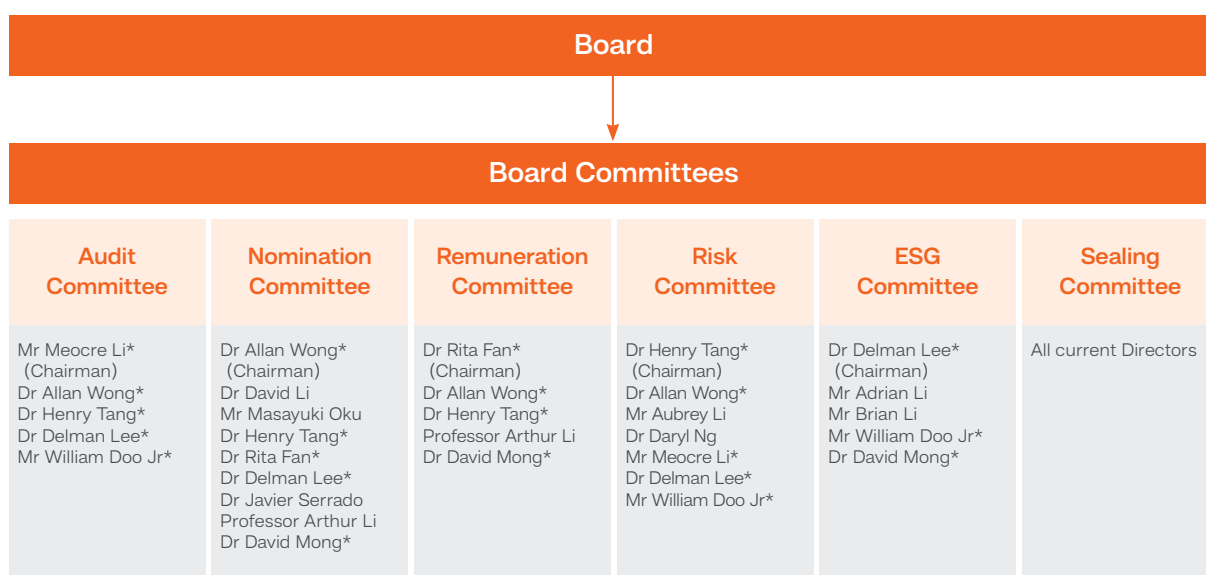 Board
Board Committees
Audit
Committee
Nomination
Committee
Remuneration
Committee
Risk
Committee
ESG
Committee
Sealing
Committee
Mr Meocre Li*
(Chairman)
Dr Allan Wong*
Dr Henry Tang*
Dr Delman Lee*
Mr William Doo Jr*
Dr Allan Wong*
(Chairman)
Dr David Li
Mr Masayuki Oku
Dr Henry Tang*
Dr Rita Fan*
Dr Delman Lee*
Dr Javier Serrado
Professor Arthur Li
Dr David Mong*
Dr Rita Fan*
(Chairman)
Dr Allan Wong*
Dr Henry Tang*
Professor Arthur Li
Dr David Mong*
Dr Henry Tang*
(Chairman)
Dr Allan Wong*
Mr Aubrey Li
Dr Daryl Ng
Mr Meocre Li*
Dr Delman Lee*
Mr William Doo Jr*
Dr Delman Lee*
(Chairman)
Mr Adrian Li
Mr Brian Li
Mr William Doo Jr*
Dr David Mong*
All current Directors